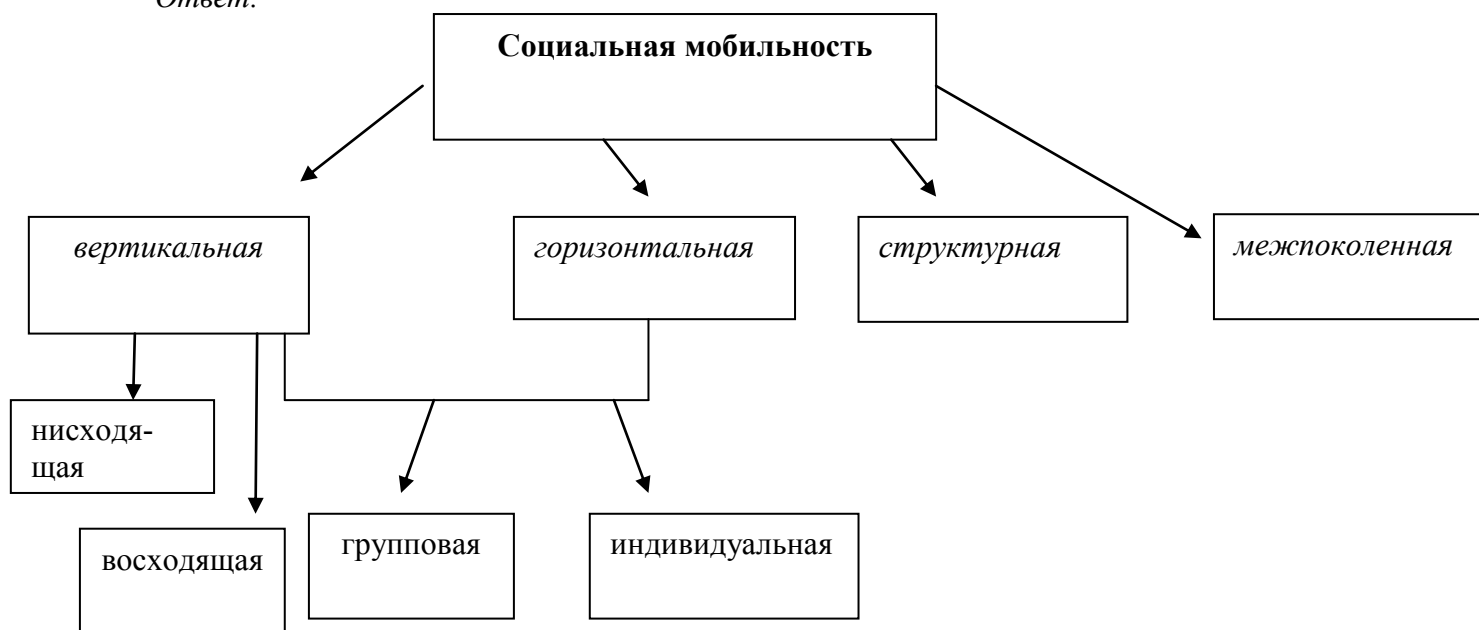 Ответ:
Социальная мобильность
вертикальная
горизонтальная
структурная
межпоколенная
нисходя-
щая
восходящая
групповая
индивидуальная